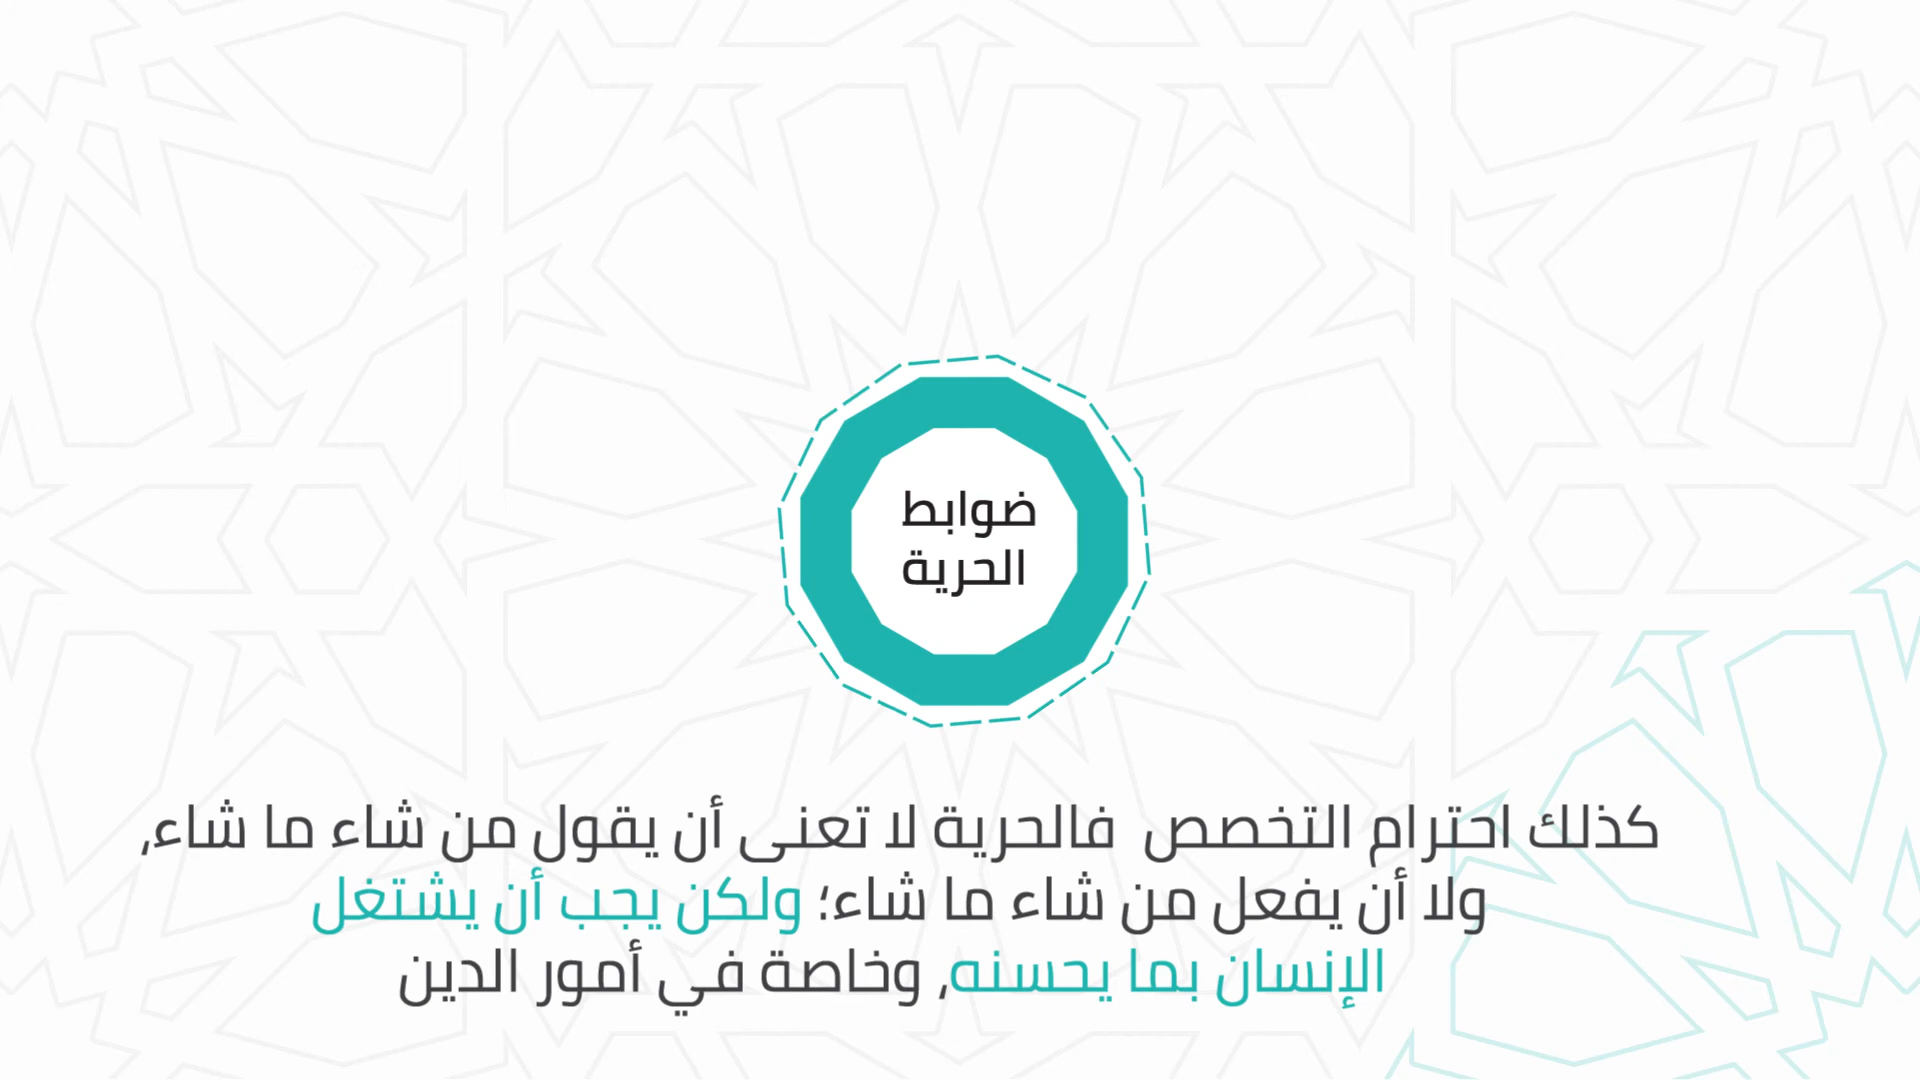 ضوابط
الحرية
كذلك احترام التخصص فالحرية لا تعنى أن يقول من شاء ما شاء,
ولا أن يفعل من شاء ما شاء؛ ولكن يجب أن يشتغل
الإنسان بما يحسنه, وخاصة في أمور الدين